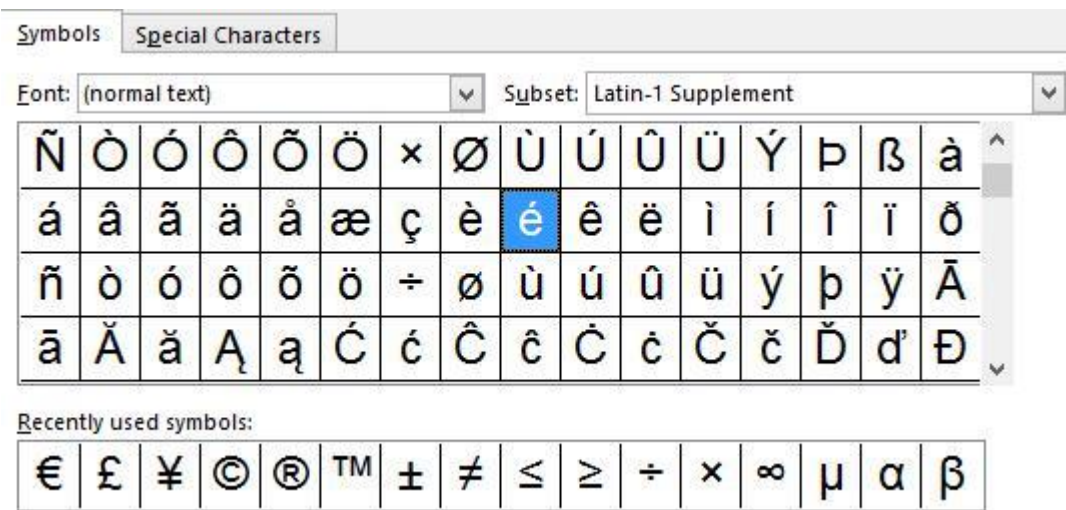 Symbols Special Characters
Font: (normal text) Subset: Latin-1 Supplement
Ñ Ò Ó Ô Õ Ö × Ø Ù Ú Û Ü Ý Þ ß à
á â ã ä å æ ç è é ê ë ì í î ï ð
ñ ò ó ô õ ö ÷ ø ù ú û ü ý þ ÿ Ā
ā Ă ă Ą ą Ć ć Ĉ ĉ Ċ ċ Č č Ď ď Đ
Recently used symbols:
€ £ ¥ © ® ™ ± ≠ ≤ ≥ ÷ × ∞ µ α β